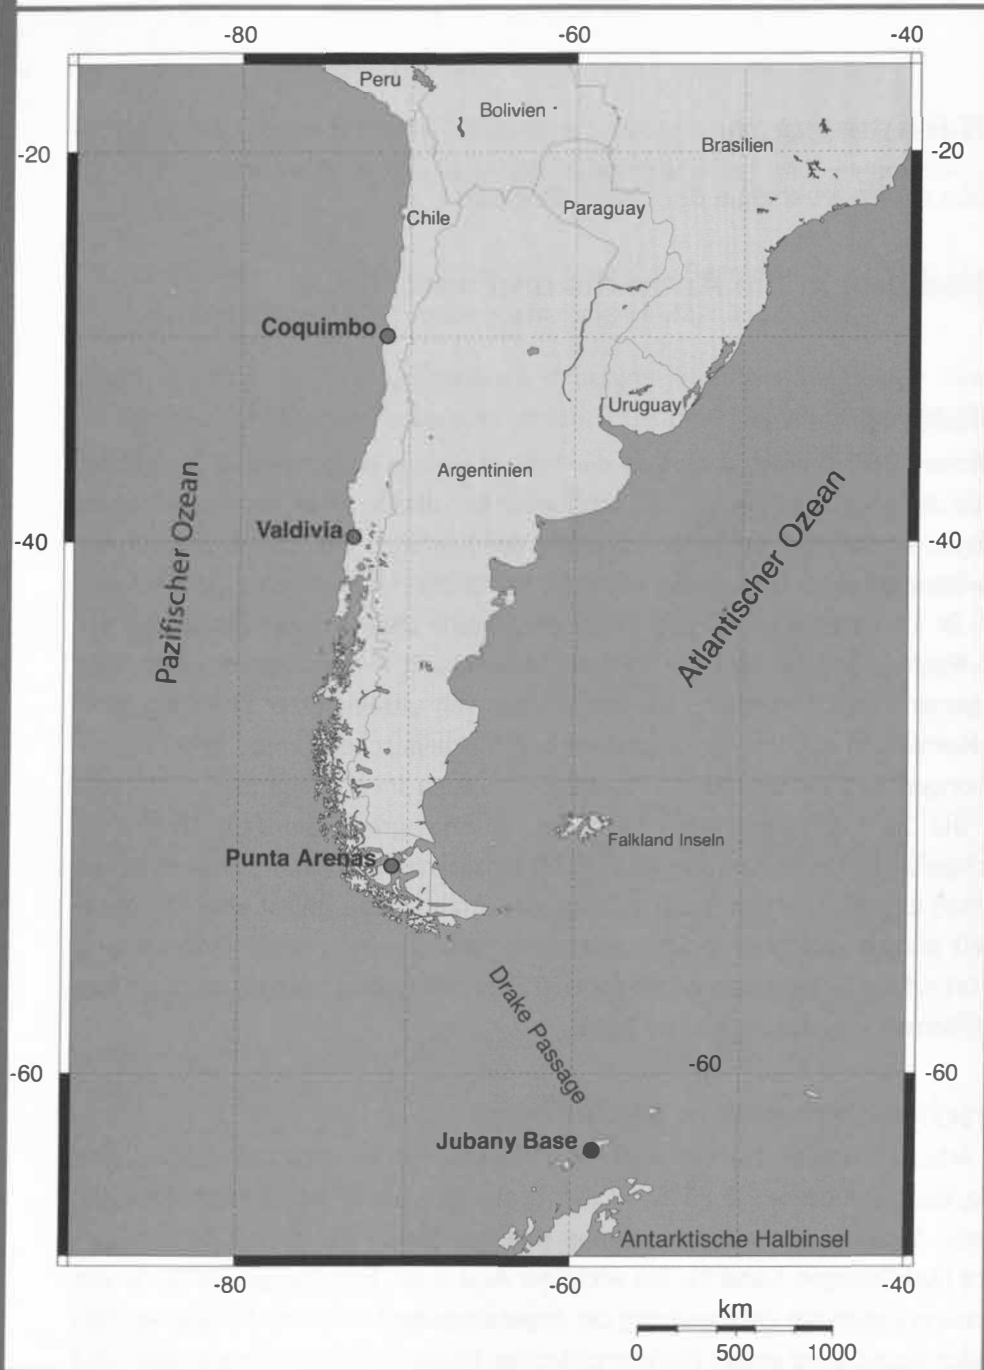 -80
-60
-40
Peru
Bolivien
Brasilien
-20
-20
Chile
Paraguay
Coquimbo
Uruguay
Argentinien
Pazifischer Ozean
Atlantischer Ozean
Valdivia
-40
-40
Falkland Inseln
Punta Arenas
Drake Passage
-60
-60
-60
Jubany Base
Antarktische Halbinsel
-80
-60
-40
km
0
500
1000